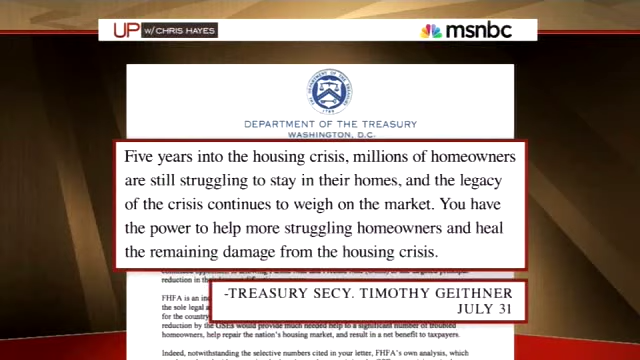 UP W/ CHRIS HAYES
msnbc
DEPARTMENT OF THE TREASURY
WASHINGTON, D.C.
Five years into the housing crisis, millions of homeowners
are still struggling to stay in their homes, and the legacy
of the crisis continues to weigh on the market. You have
the power to help more struggling homeowners and heal
the remaining damage from the housing crisis.
reduction in
-TREASURY SECY. TIMOTHY GEITHNER
JULY 31
FHFA is an
the sole legal
for the country
reduction by the GSEs would provide much needed help to a significant number of troubled
homeowners, help repair the nation's housing market, and result in a net benefit to taxpayers.
Indeed, notwithstanding the selective numbers cited in your letter, FHFA's own analysis, which